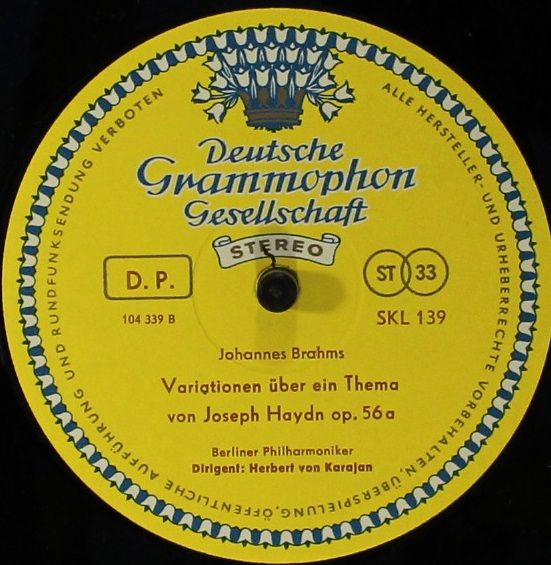 Deutsche
Grammophon
Gesellschaft
STEREO
D. P.
104 339 B
ST 33
SKL 139
Johannes Brahms
Variationen über ein Thema
von Joseph Haydn op. 56a
Berliner Philharmoniker
Dirigent: Herbert von Karajan
ALLE HERSTELLER- UND URHEBERRECHTE VORBEHALTEN, ÜBERSPIELUNG, ÖFFENTLICHE AUFFÜHRUNG UND RUNDFUNKSENDUNG VERBOTEN